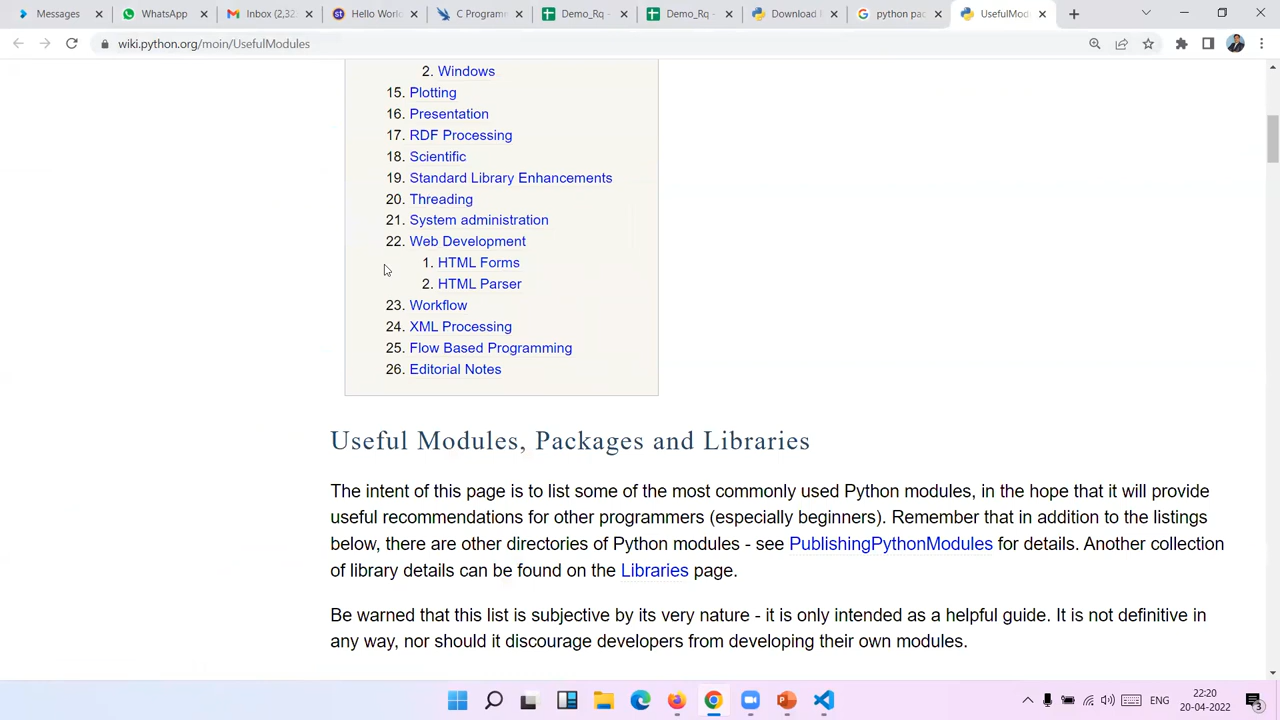 Messages
WhatsApp
Inbox (2,32
Hello Worl
C Programe
Demo_Rq -
Demo_Rq -
Download
python pac
UsefulMod
wiki.python.org/moin/UsefulModules
2. Windows
15. Plotting
16. Presentation
17. RDF Processing
18. Scientific
19. Standard Library Enhancements
20. Threading
21. System administration
22. Web Development
1. HTML Forms
2. HTML Parser
23. Workflow
24. XML Processing
25. Flow Based Programming
26. Editorial Notes
Useful Modules, Packages and Libraries
The intent of this page is to list some of the most commonly used Python modules, in the hope that it will provide
useful recommendations for other programmers (especially beginners). Remember that in addition to the listings
below, there are other directories of Python modules - see PublishingPythonModules for details. Another collection
of library details can be found on the Libraries page.
Be warned that this list is subjective by its very nature - it is only intended as a helpful guide. It is not definitive in
any way, nor should it discourage developers from developing their own modules.
ENG
22:20
20-04-2022
3